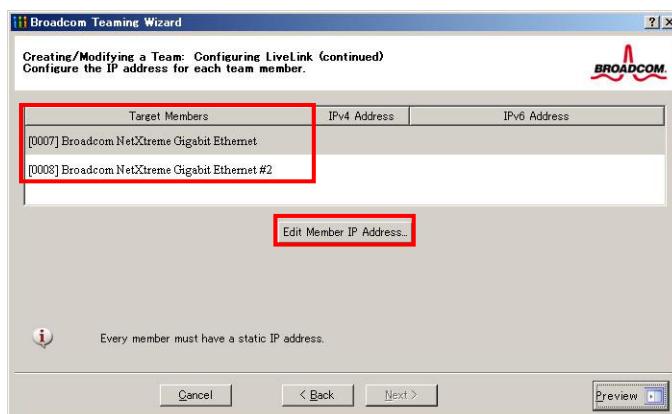 Broadcom Teaming Wizard
Creating/Modifying a Team: Configuring LiveLink (continued)
Configure the IP address for each team member.
BROADCOM.
Target Members IPv4 Address IPv6 Address
[0007] Broadcom NetXtreme Gigabit Ethernet
[0008] Broadcom NetXtreme Gigabit Ethernet #2
Edit Member IP Address...
Every member must have a static IP address.
Cancel < Back Next > Preview